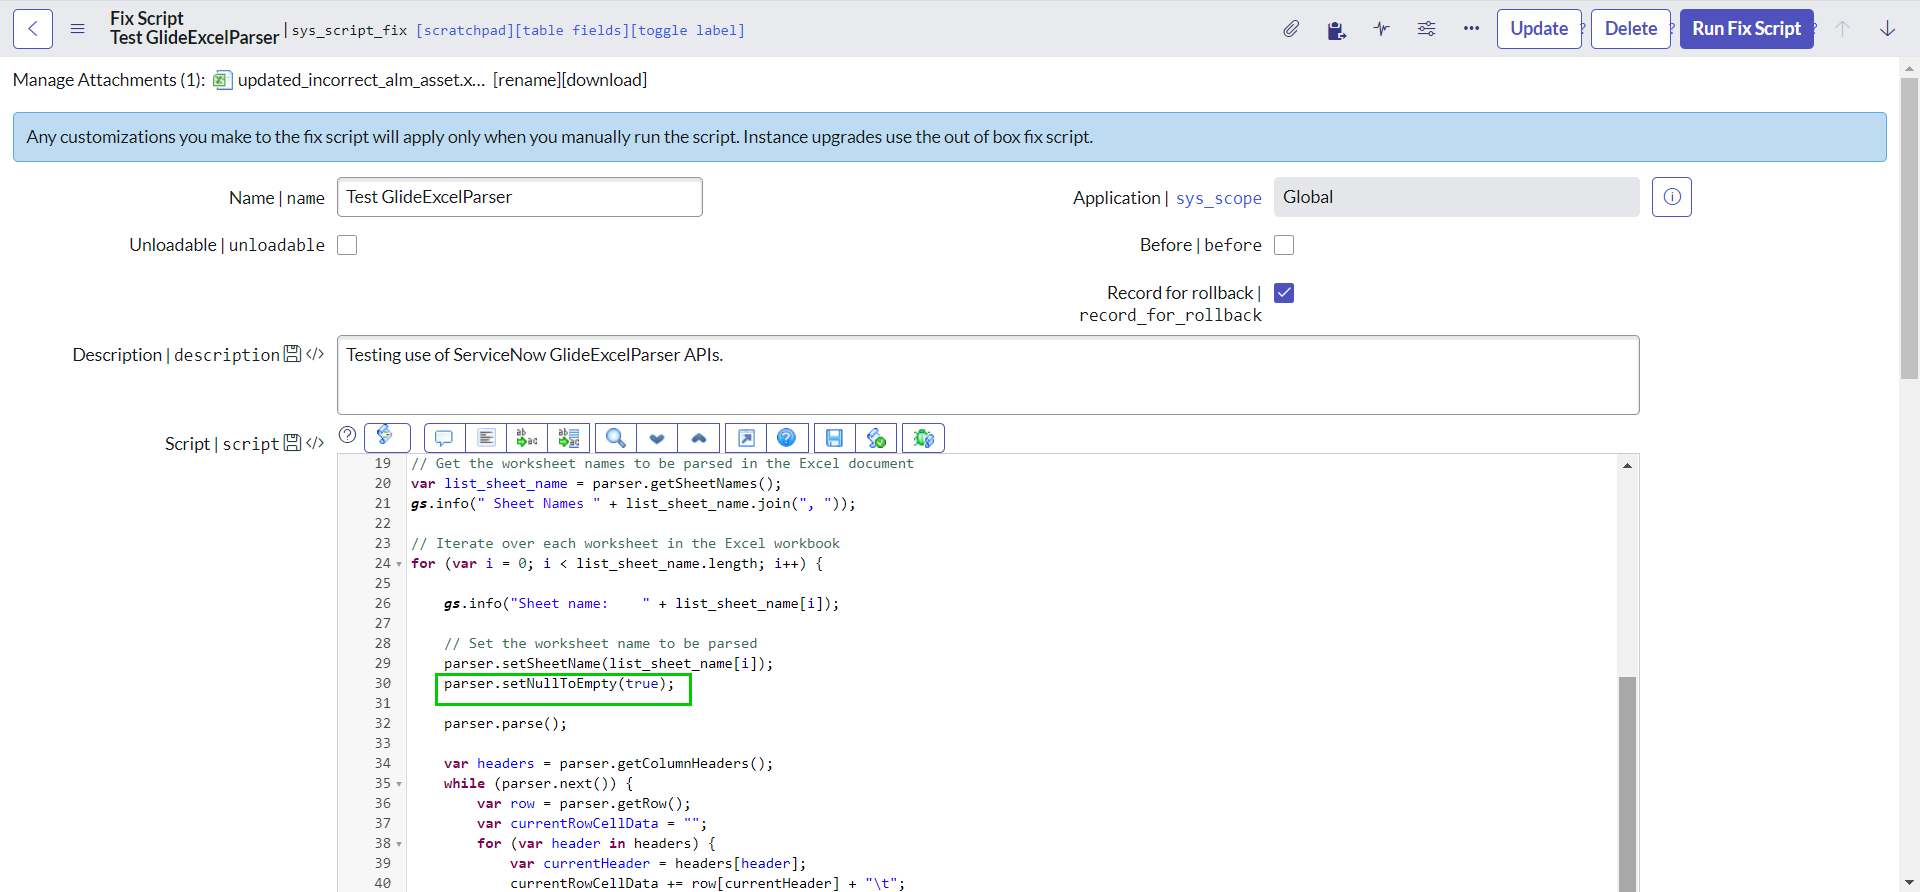 Fix Script
Test GlideExcelParser | sys_script_fix [scratchpad][table fields][toggle label]
Update ? Delete ? Run Fix Script ?
Manage Attachments (1): updated_incorrect_alm_asset.x... [rename][download]
Any customizations you make to the fix script will apply only when you manually run the script. Instance upgrades use the out of box fix script.
Name | name Test GlideExcelParser
Application | sys_scope Global
Unloadable | unloadable
Before | before
Record for rollback |
record_for_rollback
Description | description </> Testing use of ServiceNow GlideExcelParser APIs.
Script | script </>
19 // Get the worksheet names to be parsed in the Excel document
20 var list_sheet_name = parser.getSheetNames();
21 gs.info(" Sheet Names " + list_sheet_name.join(", "));
22
23 // Iterate over each worksheet in the Excel workbook
24 for (var i = 0; i < list_sheet_name.length; i++) {
25
26 gs.info("Sheet name:    " + list_sheet_name[i]);
27
28 // Set the worksheet name to be parsed
29 parser.setSheetName(list_sheet_name[i]);
30 parser.setNullToEmpty(true);
31
32 parser.parse();
33
34 var headers = parser.getColumnHeaders();
35 while (parser.next()) {
36 var row = parser.getRow();
37 var currentRowCellData = "";
38 for (var header in headers) {
39 var currentHeader = headers[header];
40 currentRowCellData += row[currentHeader] + "\t";